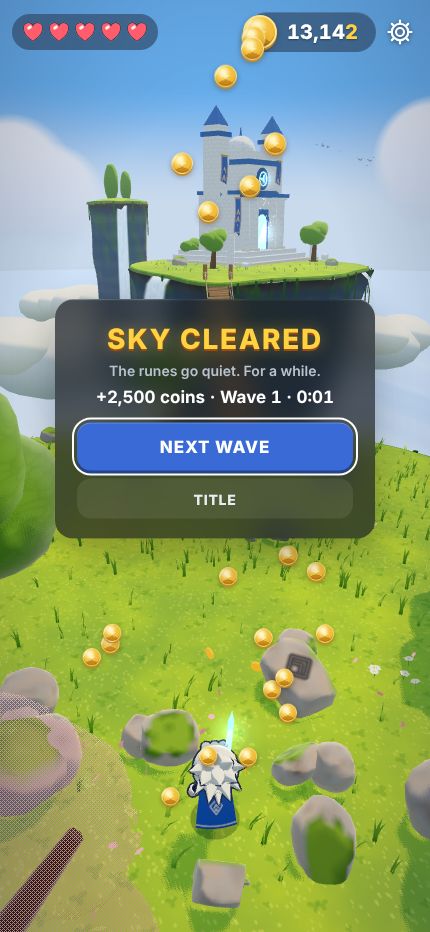 13,142
SKY CLEARED
The runes go quiet. For a while.
+2,500 coins · Wave 1 · 0:01
NEXT WAVE
TITLE